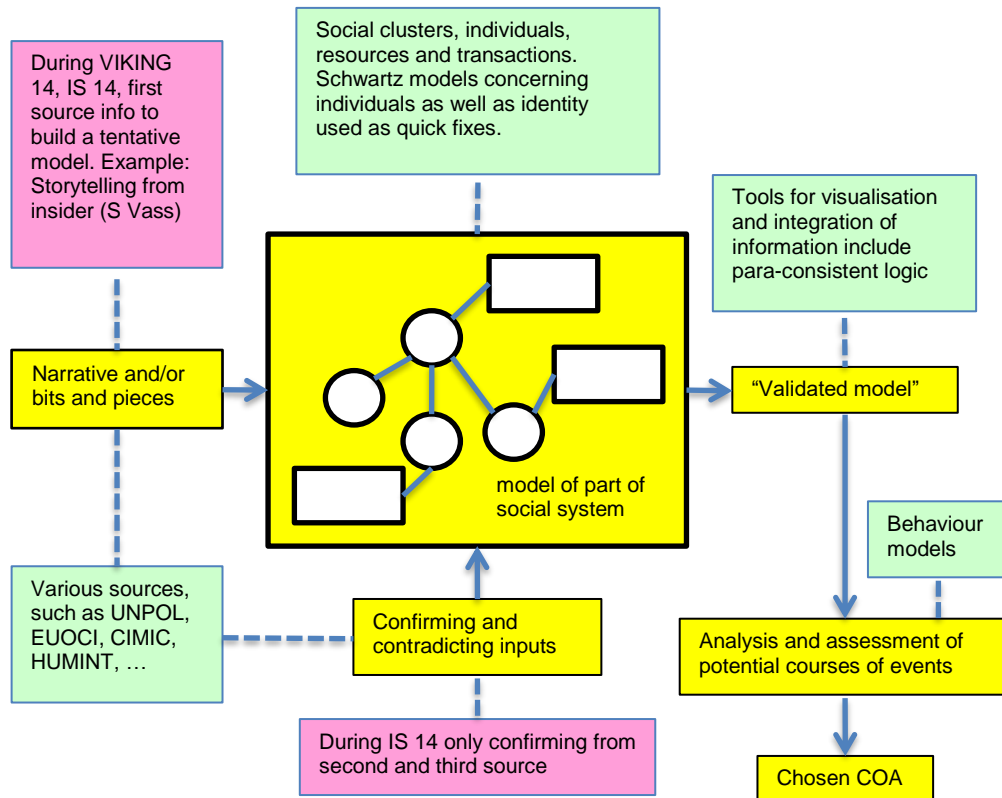 During VIKING
14, IS 14, first
source info to
build a tentative
model. Example:
Storytelling from
insider (S Vass)
Social clusters, individuals,
resources and transactions.
Schwartz models concerning
individuals as well as identity
used as quick fixes.
Tools for visualisation
and integration of
information include
para-consistent logic
Narrative and/or
bits and pieces
model of part of
social system
“Validated model”
Various sources,
such as UNPOL,
EUOCI, CIMIC,
HUMINT, …
Confirming and
contradicting inputs
Behaviour
models
Analysis and assessment of
potential courses of events
During IS 14 only confirming from
second and third source
Chosen COA